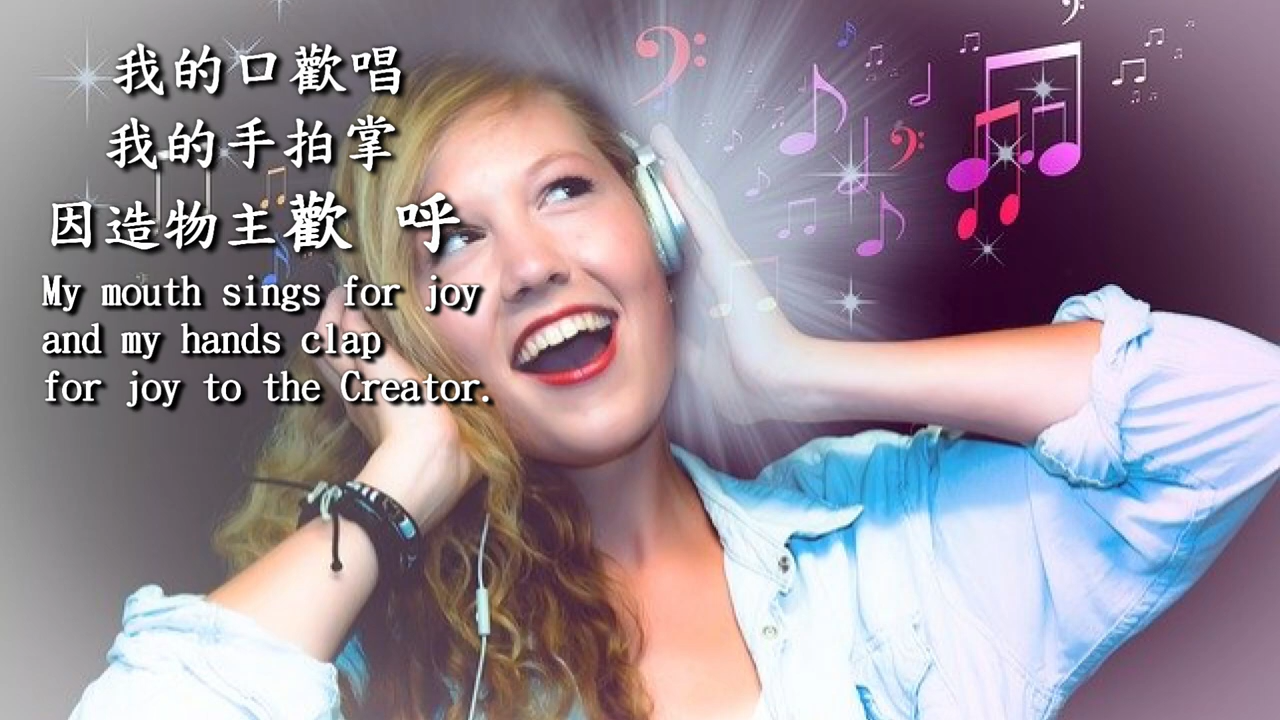 我的口歡唱
我的手拍掌
因造物主歡 呼
My mouth sings for joy
and my hands clap
for joy to the Creator.